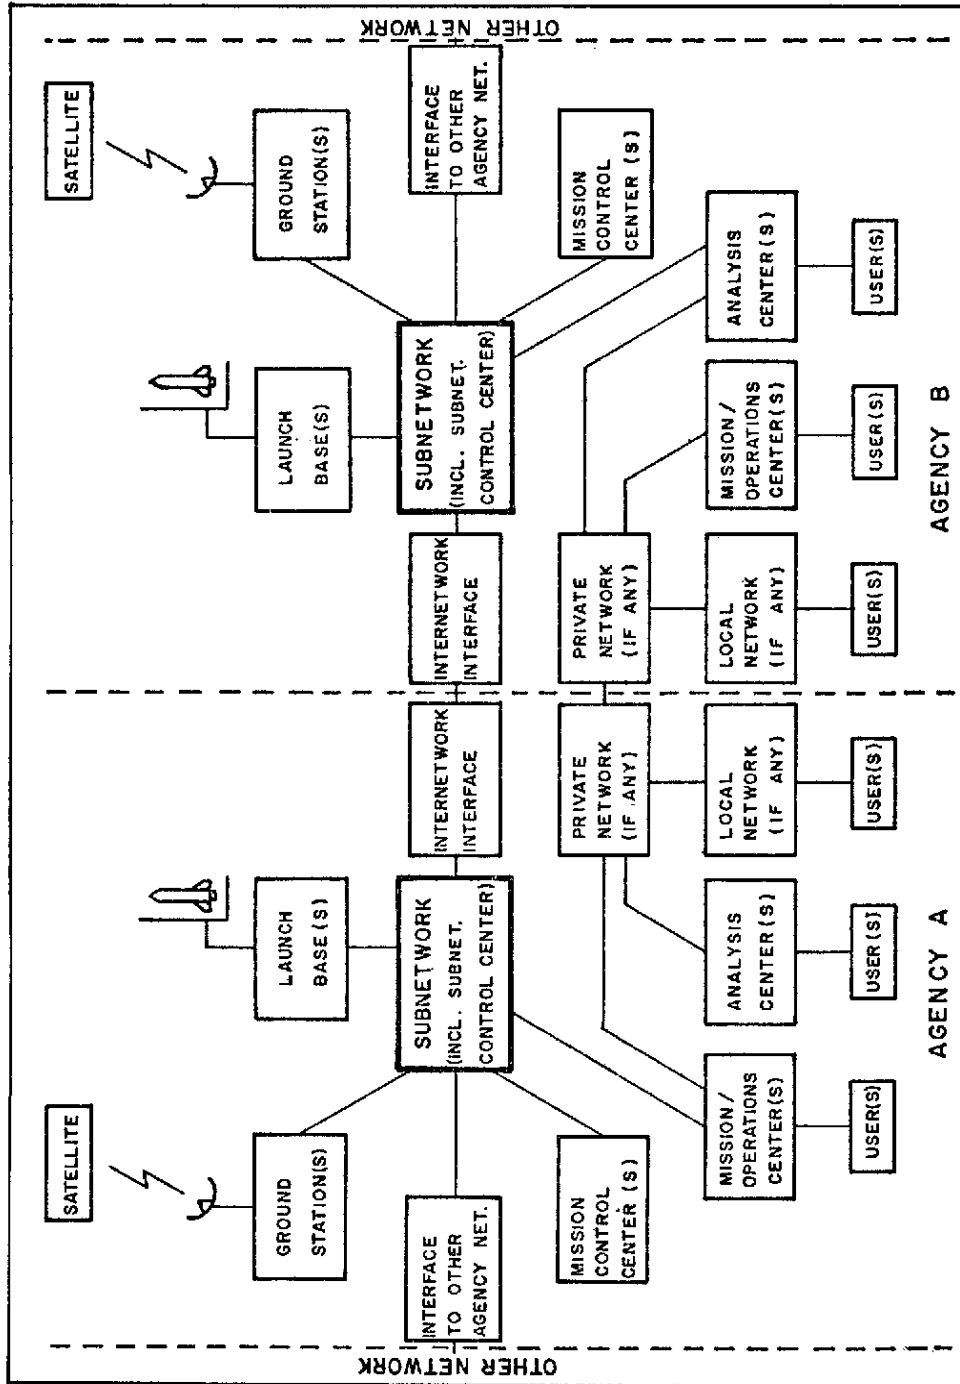 SATELLITE
SATELLITE
GROUND
STATION(S)
LAUNCH
BASE(S)
LAUNCH
BASE(S)
GROUND
STATION(S)
OTHER NETWORK
INTERFACE
TO OTHER
AGENCY NET.
SUBNETWORK
(INCL. SUBNET.
CONTROL CENTER)
INTERNETWORK
INTERFACE
INTERNETWORK
INTERFACE
SUBNETWORK
(INCL. SUBNET.
CONTROL CENTER)
INTERFACE
TO OTHER
AGENCY NET.
OTHER NETWORK
MISSION
CONTROL
CENTER (S)
PRIVATE
NETWORK
(IF ANY)
PRIVATE
NETWORK
(IF ANY)
MISSION
CONTROL
CENTER (S)
MISSION/
OPERATIONS
CENTER(S)
ANALYSIS
CENTER(S)
LOCAL
NETWORK
(IF ANY)
LOCAL
NETWORK
(IF ANY)
MISSION/
OPERATIONS
CENTER(S)
ANALYSIS
CENTER(S)
USER(S)
USER(S)
USER(S)
USER(S)
USER(S)
USER(S)
AGENCY A
AGENCY B